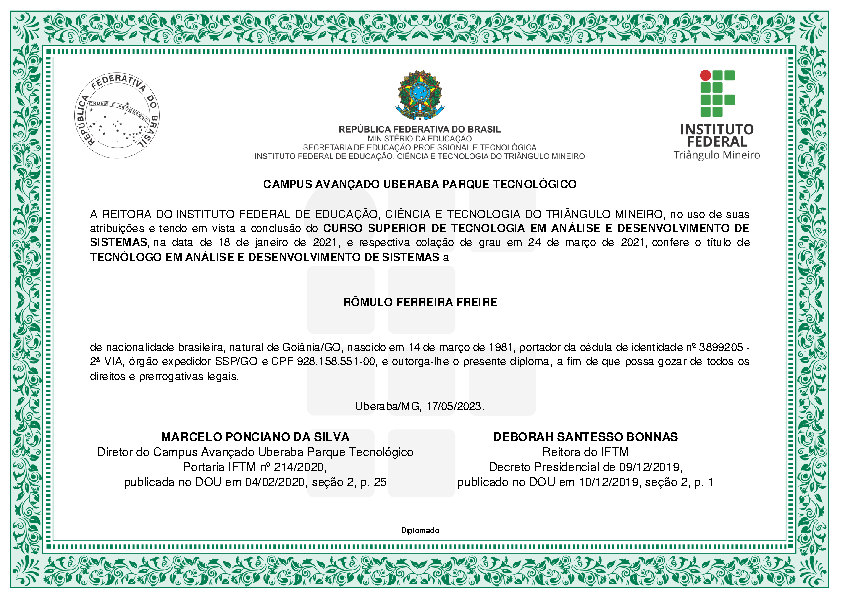 REPÚBLICA FEDERATIVA DO BRASIL
REPÚBLICA FEDERATIVA DO BRASIL
MINISTÉRIO DA EDUCAÇÃO
SECRETARIA DE EDUCAÇÃO PROFISSIONAL E TECNOLÓGICA
INSTITUTO FEDERAL DE EDUCAÇÃO, CIÊNCIA E TECNOLOGIA DO TRIÂNGULO MINEIRO
INSTITUTO
FEDERAL
Triângulo Mineiro
CAMPUS AVANÇADO UBERABA PARQUE TECNOLÓGICO
A REITORA DO INSTITUTO FEDERAL DE EDUCAÇÃO, CIÊNCIA E TECNOLOGIA DO TRIÂNGULO MINEIRO, no uso de suas
atribuições e tendo em vista a conclusão do CURSO SUPERIOR DE TECNOLOGIA EM ANÁLISE E DESENVOLVIMENTO DE
SISTEMAS, na data de 18 de janeiro de 2021, e respectiva colação de grau em 24 de março de 2021, confere o título de
TECNÓLOGO EM ANÁLISE E DESENVOLVIMENTO DE SISTEMAS a
RÔMULO FERREIRA FREIRE
de nacionalidade brasileira, natural de Goiânia/GO, nascido em 14 de março de 1981, portador da cédula de identidade nº 3899205 -
2ª VIA, órgão expedidor SSP/GO e CPF 928.158.551-00, e outorga-lhe o presente diploma, a fim de que possa gozar de todos os
direitos e prerrogativas legais.
Uberaba/MG, 17/05/2023.
MARCELO PONCIANO DA SILVA
Diretor do Campus Avançado Uberaba Parque Tecnológico
Portaria IFTM nº 214/2020,
publicada no DOU em 04/02/2020, seção 2, p. 25
DEBORAH SANTESSO BONNAS
Reitora do IFTM
Decreto Presidencial de 09/12/2019,
publicado no DOU em 10/12/2019, seção 2, p. 1
Diplomado